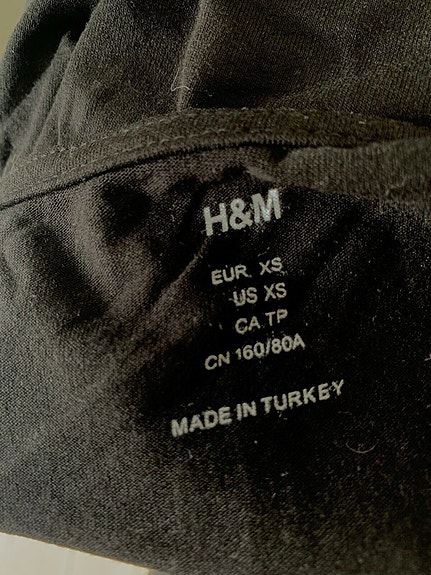 H&M
EUR XS
US XS
CA TP
CN 160/80A
MADE IN TURKEY